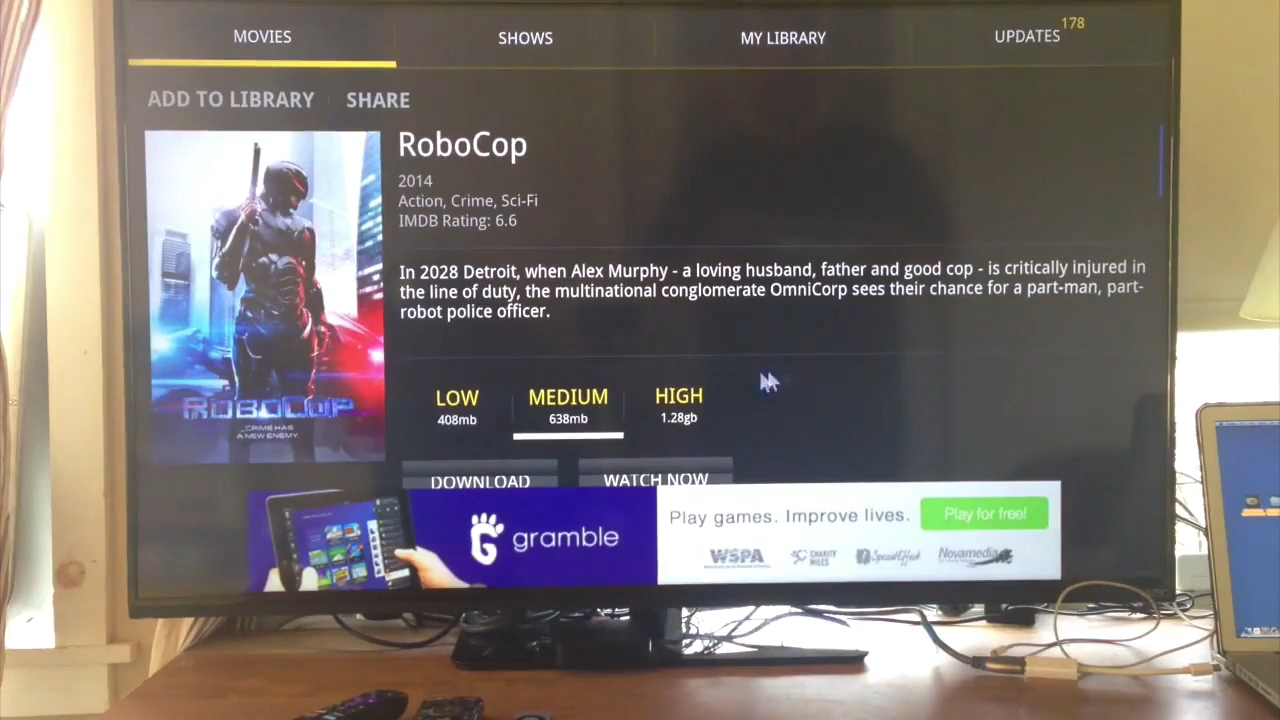 MOVIES
SHOWS
MY LIBRARY
UPDATES
178
ADD TO LIBRARY
SHARE
RoboCop
2014
Action, Crime, Sci-Fi
IMDB Rating: 6.6
In 2028 Detroit, when Alex Murphy - a loving husband, father and good cop - is critically injured in
the line of duty, the multinational conglomerate OmniCorp sees their chance for a part-man, part-
robot police officer.
ROBOCOP
CRIME HAS
A NEW ENEMY
LOW
MEDIUM
HIGH
408mb
638mb
1.28gb
DOWNLOAD
WATCH NOW
gramble
Play games. Improve lives.
Play for free!
WSPA
CHARITY
MILES
SpecialEffect
Novamedia